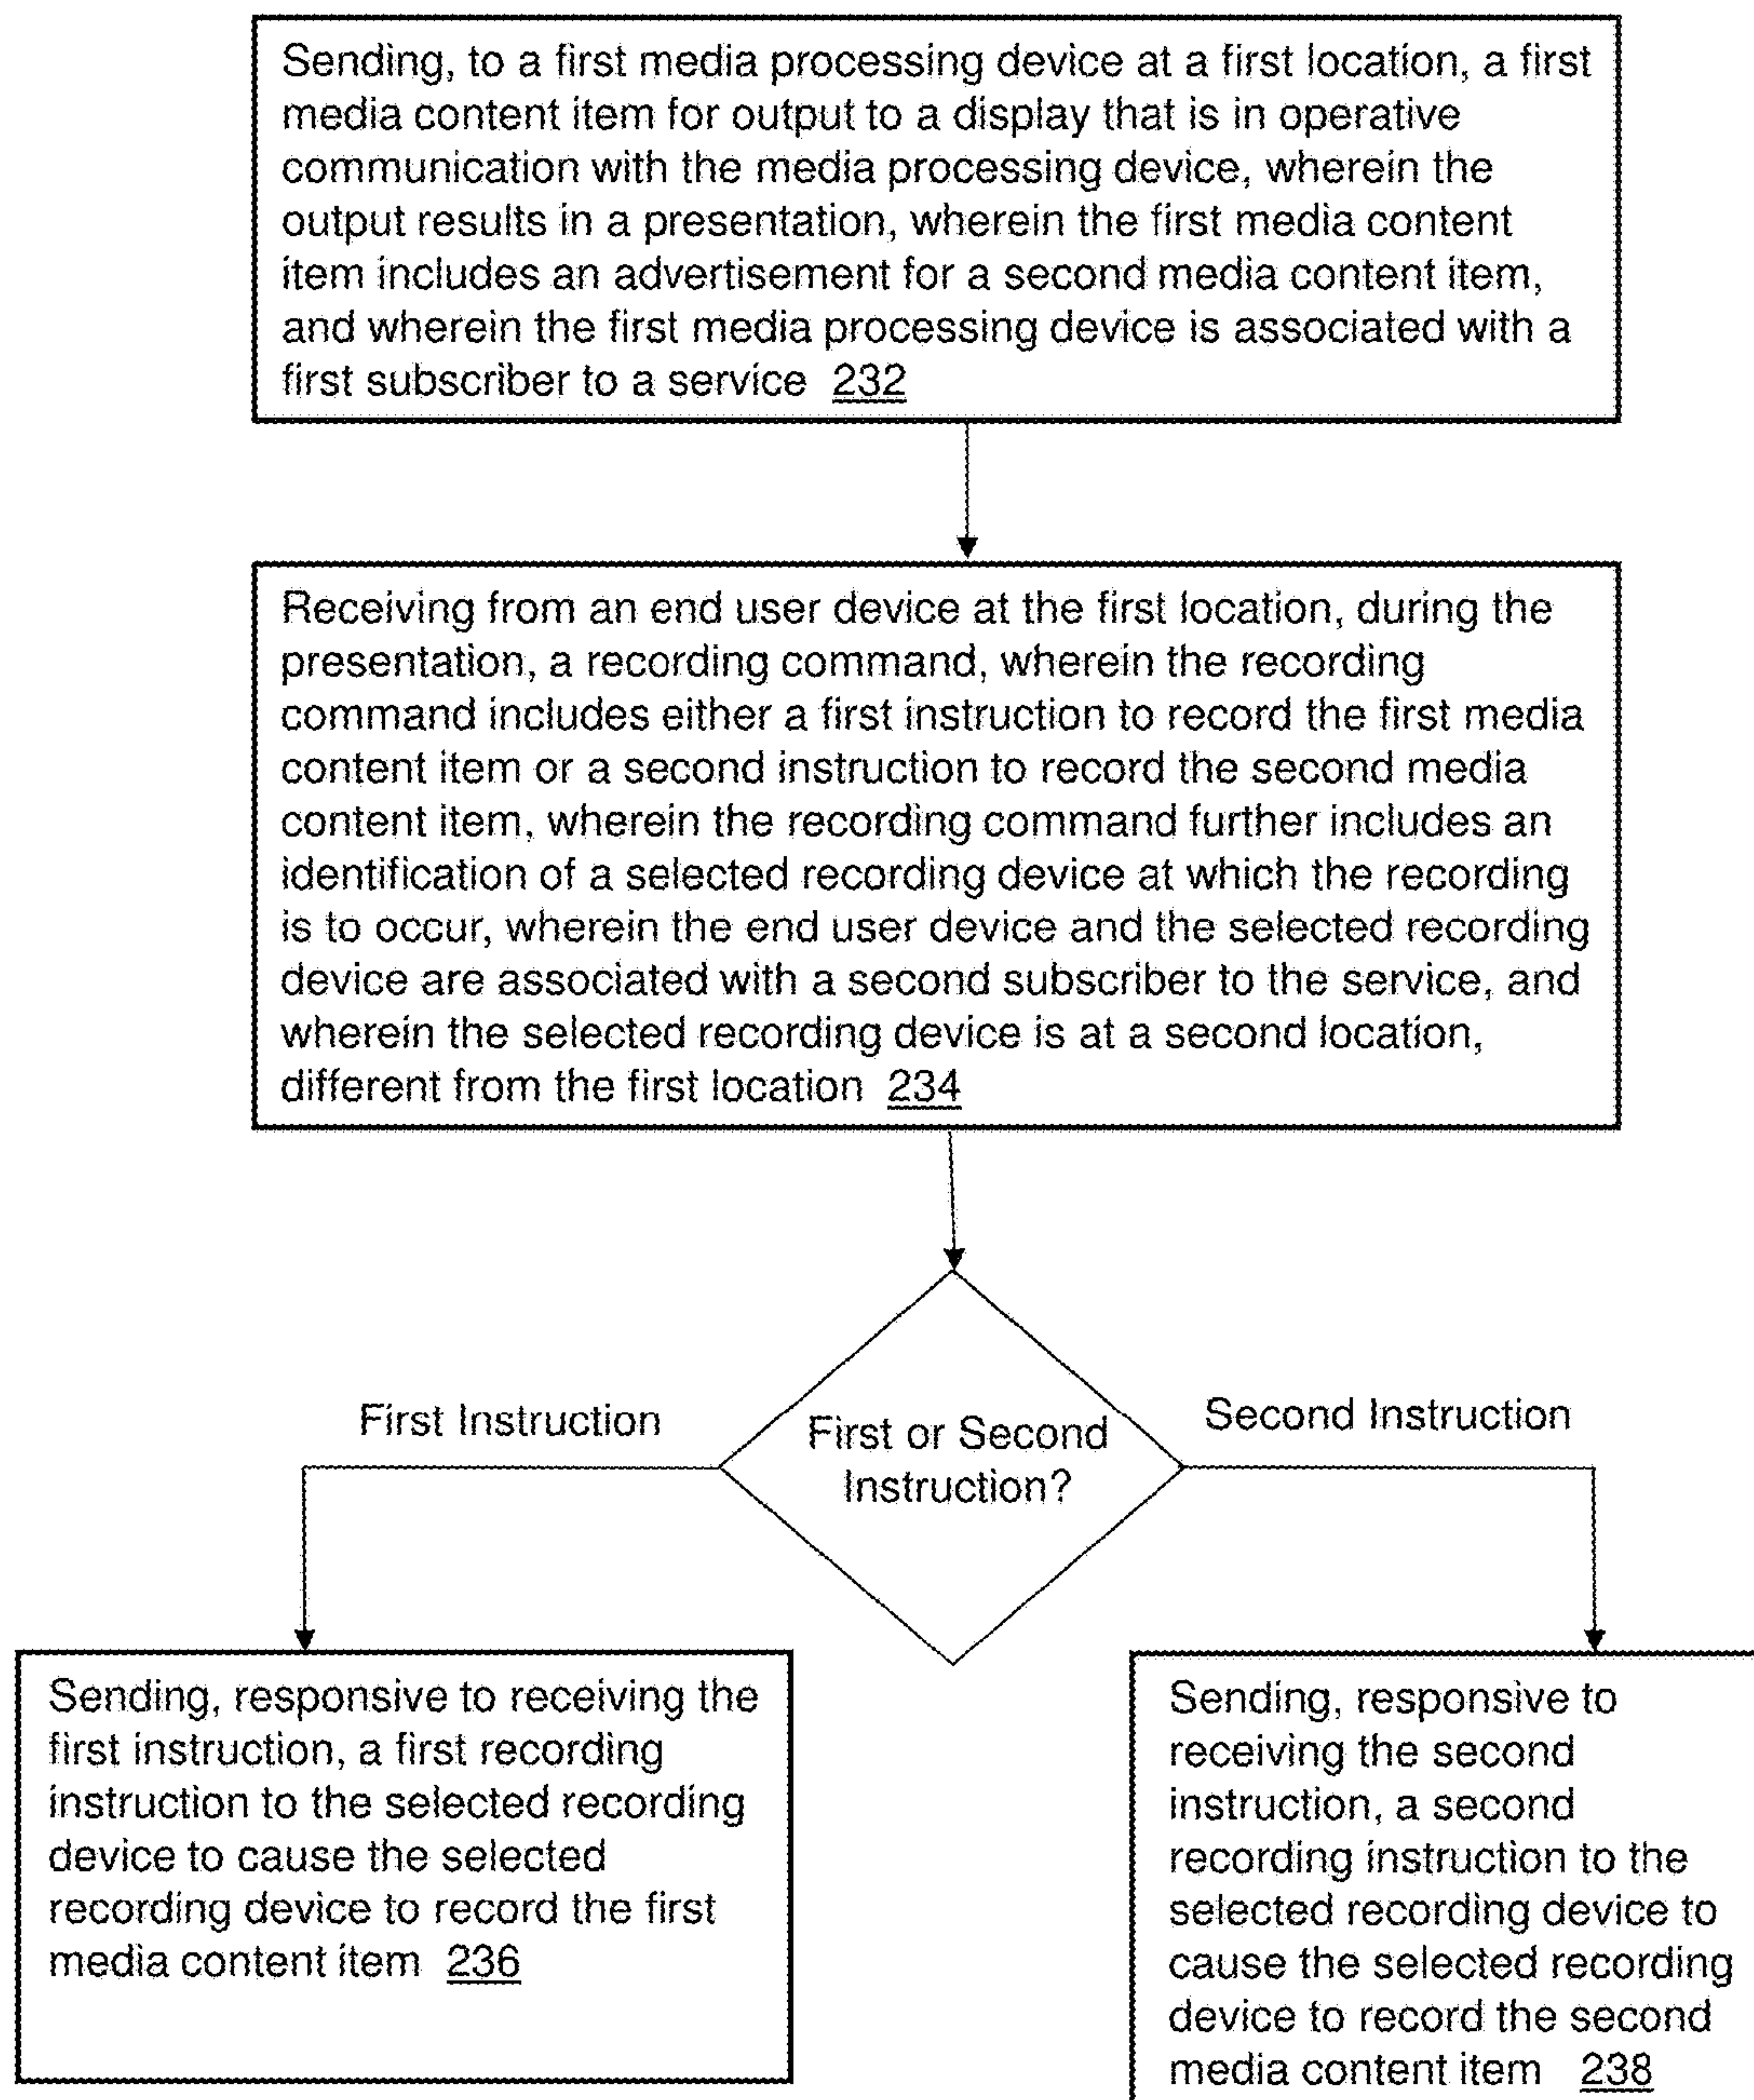 Sending, to a first media processing device at a first location, a first
media content item for output to a display that is in operative
communication with the media processing device, wherein the
output results in a presentation, wherein the first media content
item includes an advertisement for a second media content item,
and wherein the first media processing device is associated with a
first subscriber to a service 232
Receiving from an end user device at the first location, during the
presentation, a recording command, wherein the recording
command includes either a first instruction to record the first media
content item or a second instruction to record the second media
content item, wherein the recording command further includes an
identification of a selected recording device at which the recording
is to occur, wherein the end user device and the selected recording
device are associated with a second subscriber to the service, and
wherein the selected recording device is at a second location,
different from the first location 234
First or Second
Instruction?
First Instruction
Second Instruction
Sending, responsive to receiving the
first instruction, a first recording
instruction to the selected recording
device to cause the selected
recording device to record the first
media content item 236
Sending, responsive to
receiving the second
instruction, a second
recording instruction to the
selected recording device to
cause the selected recording
device to record the second
media content item 238